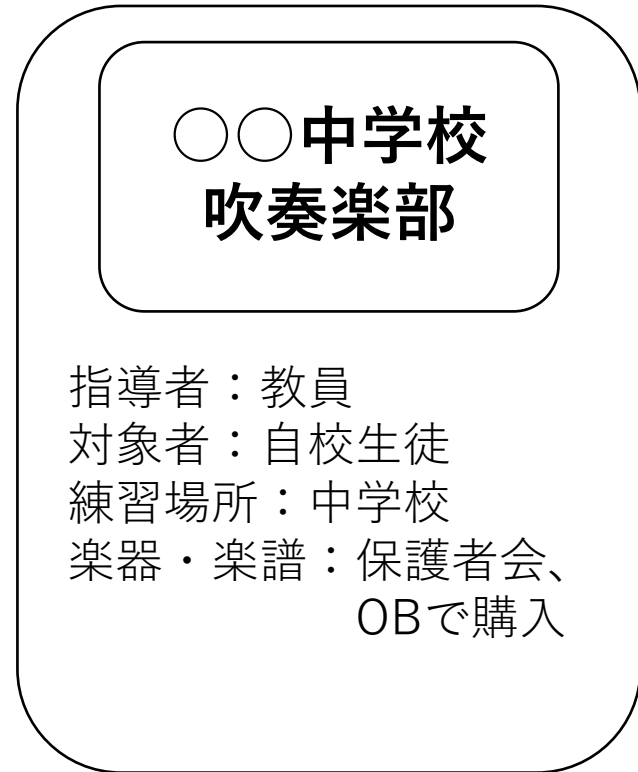 ○○中学校
吹奏楽部
指導者：教員
対象者：自校生徒
練習場所：中学校
楽器・楽譜：保護者会、
OBで購入